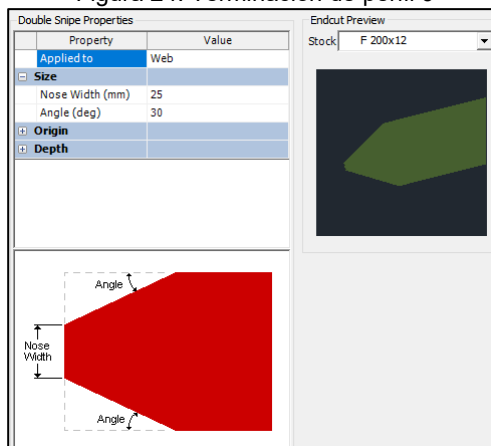 Double Snipe Properties
Property Value
Applied to Web
Size
Nose Width (mm) 25
Angle (deg) 30
Origin
Depth
Endcut Preview
Stock F 200x12
Angle
Nose
Width
Angle